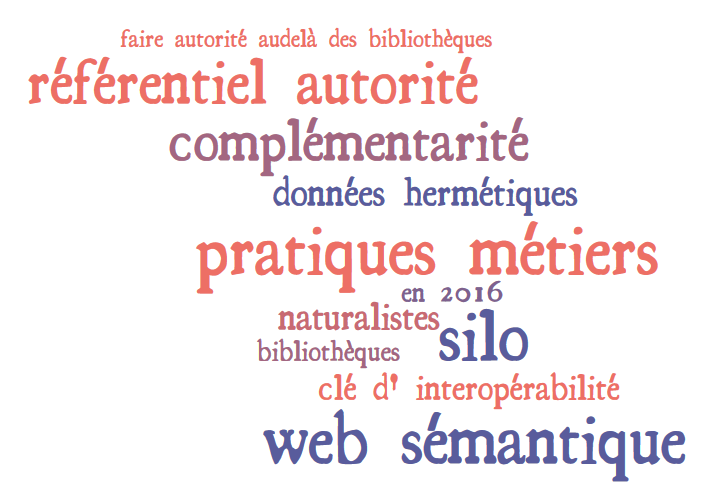 faire autorité audelà des bibliothèques
référentiel autorité
complémentarité
données hermétiques
pratiques métiers
en 2016
naturalistes
silo
bibliothèques
clé d' interopérabilité
web sémantique